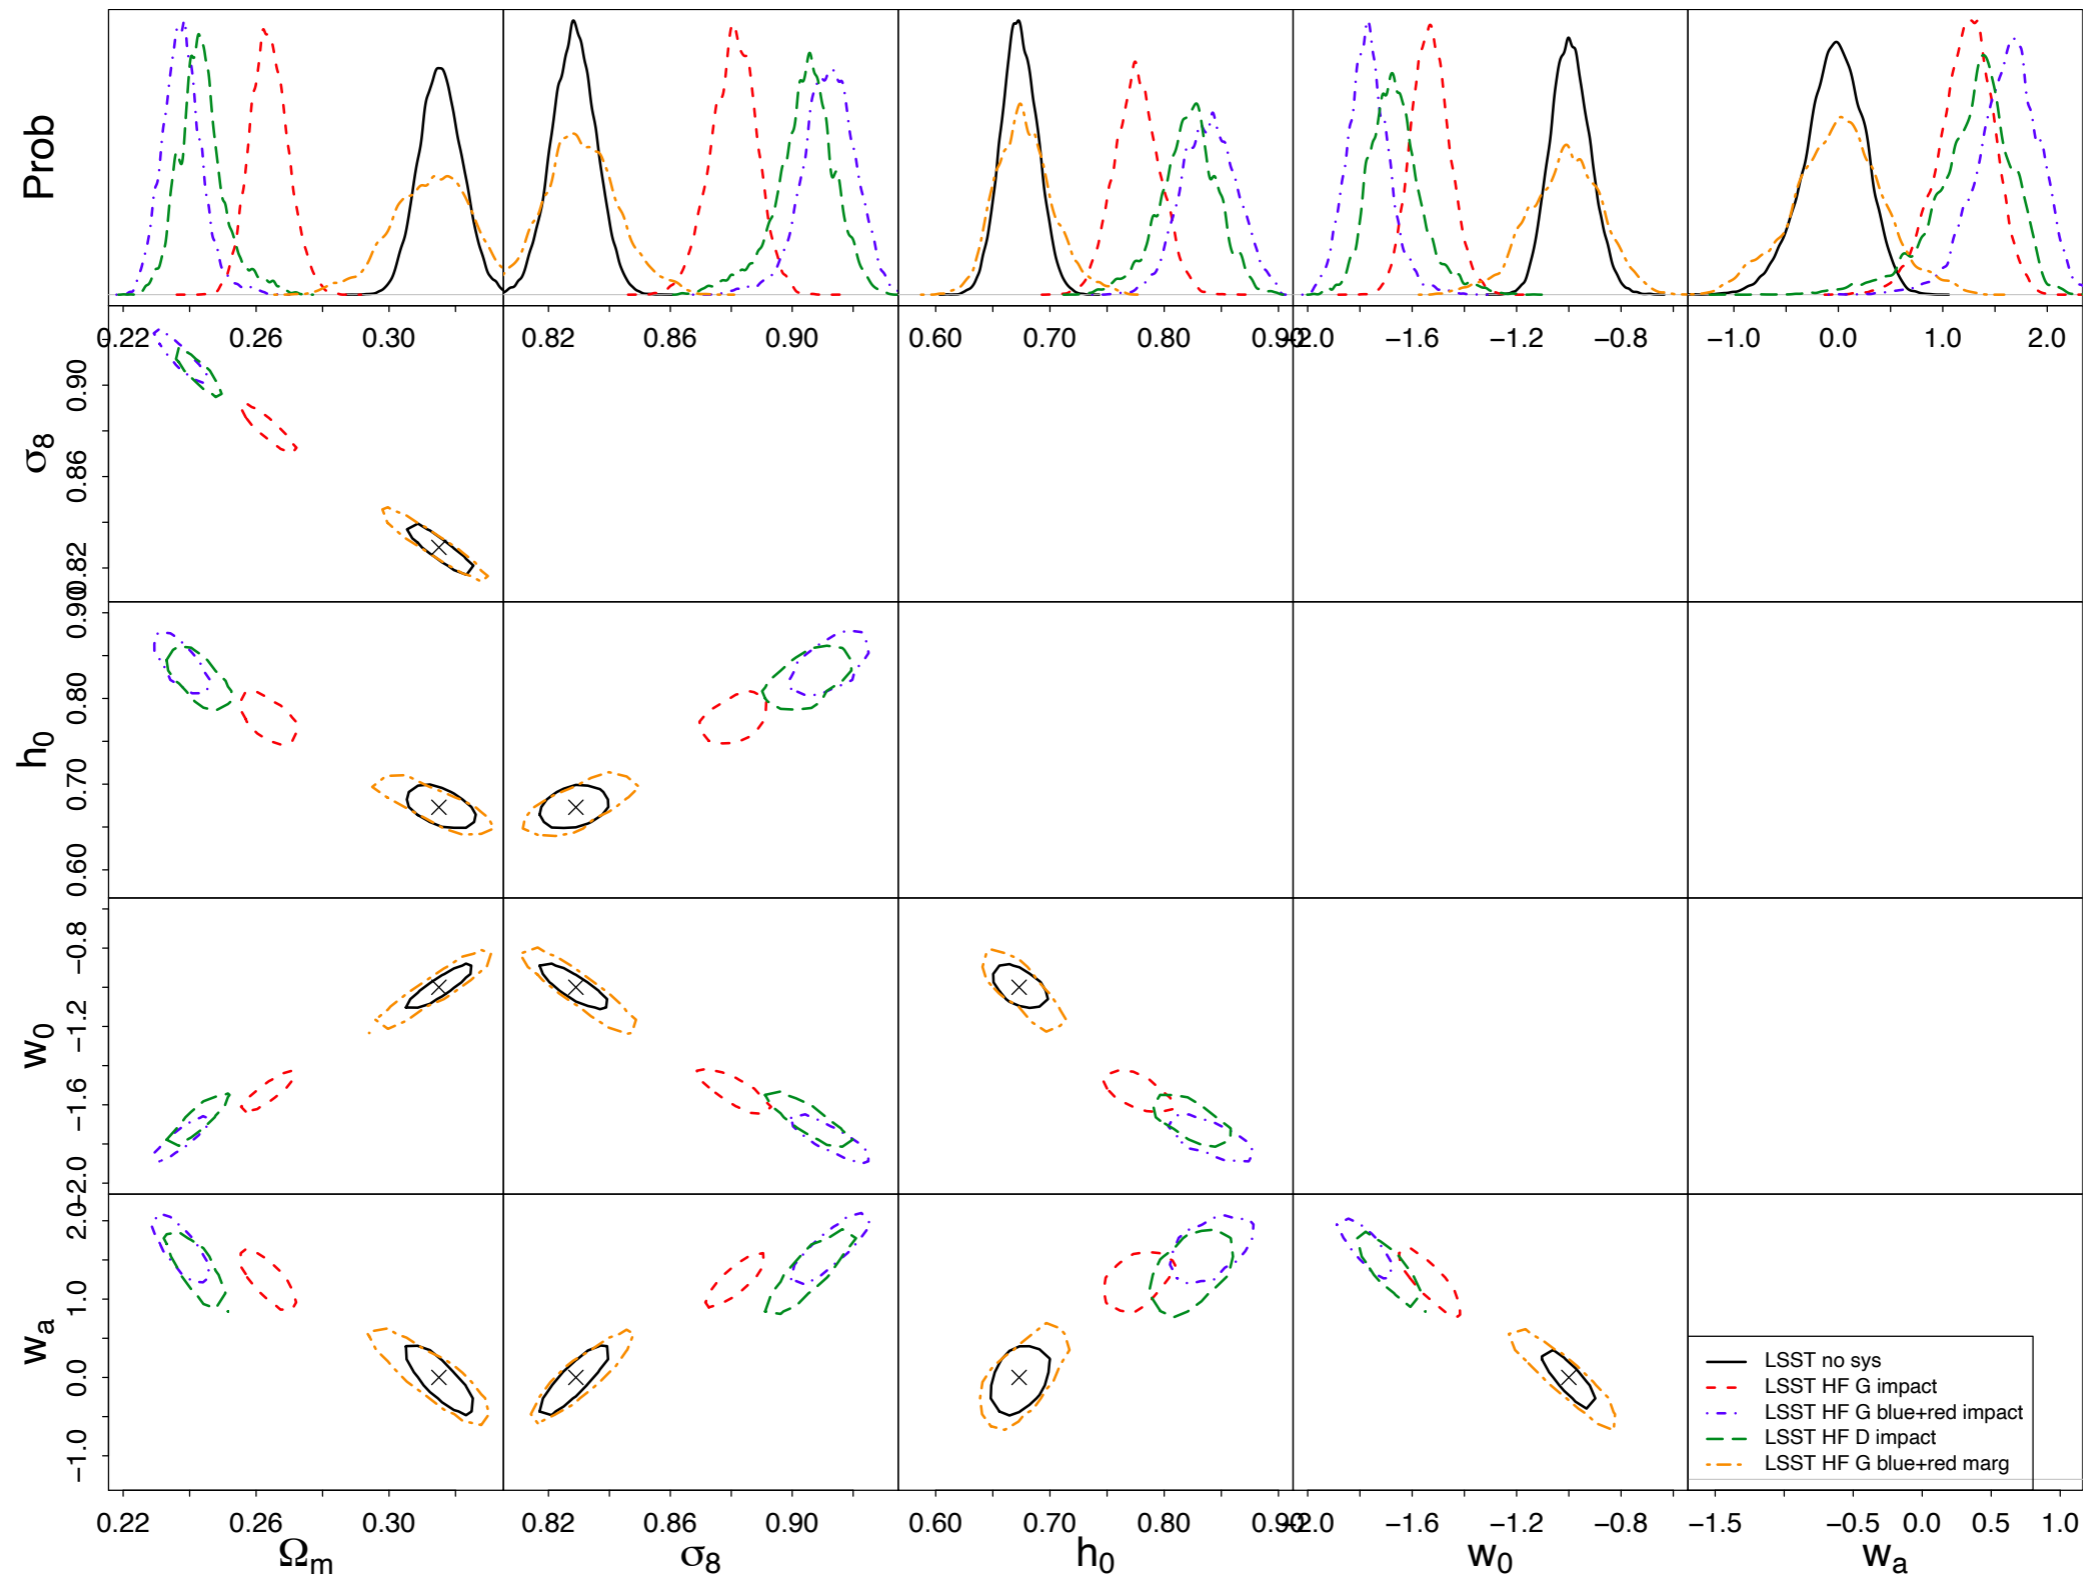 Prob
0.22 0.26 0.30 0.82 0.86 0.90 0.60 0.70 0.80 0.90 −2.0 −1.6 −1.2 −0.8 −1.0 0.0 1.0 2.0
σ8
0.82 0.86 0.90
h0
0.60 0.70 0.80 0.90
w0
−2.0 −1.6 −1.2 −0.8
wa
−1.0 0.0 1.0 2.0
LSST no sys
LSST HF G impact
LSST HF G blue+red impact
LSST HF D impact
LSST HF G blue+red marg
0.22 0.26 0.30 0.82 0.86 0.90 0.60 0.70 0.80 0.90 −2.0 −1.6 −1.2 −0.8 −1.5 −0.5 0.0 0.5 1.0
Ωm σ8 h0 w0 wa